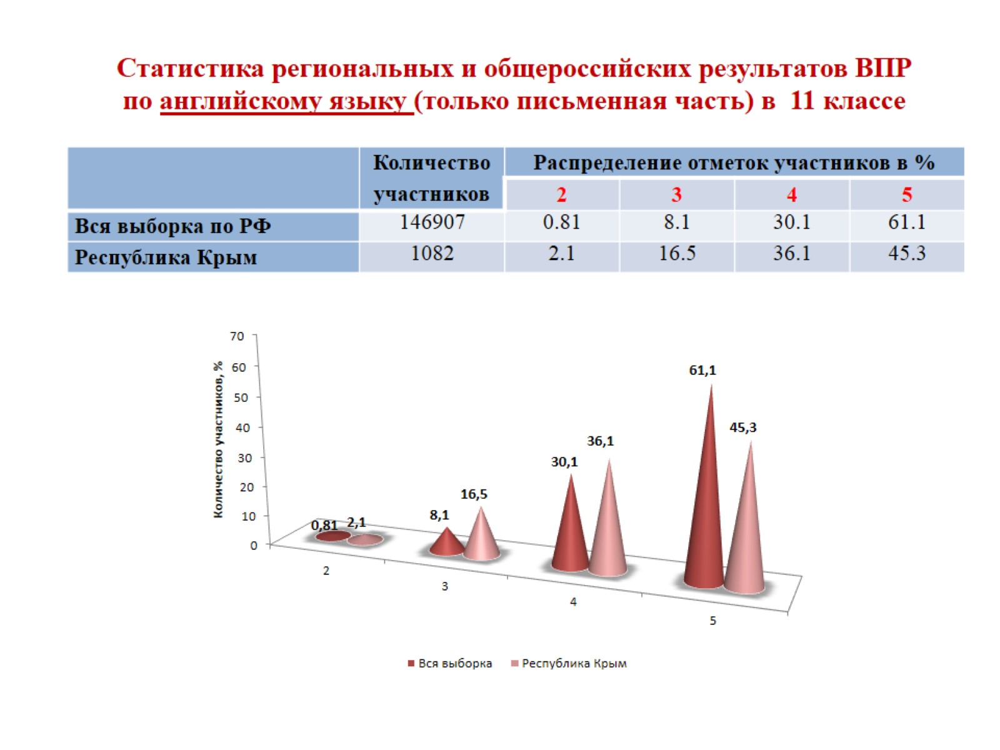 Статистика региональных и общероссийских результатов ВПР
по английскому языку (только письменная часть) в 11 классе
Количество участников
Распределение отметок участников в %
2 3 4 5
Вся выборка по РФ 146907 0.81 8.1 30.1 61.1
Республика Крым 1082 2.1 16.5 36.1 45.3
Количество участников, %
70
60
50
40
30
20
10
0
0,81 2,1
8,1 16,5
30,1 36,1
61,1 45,3
2
3
4
5
Вся выборка Республика Крым